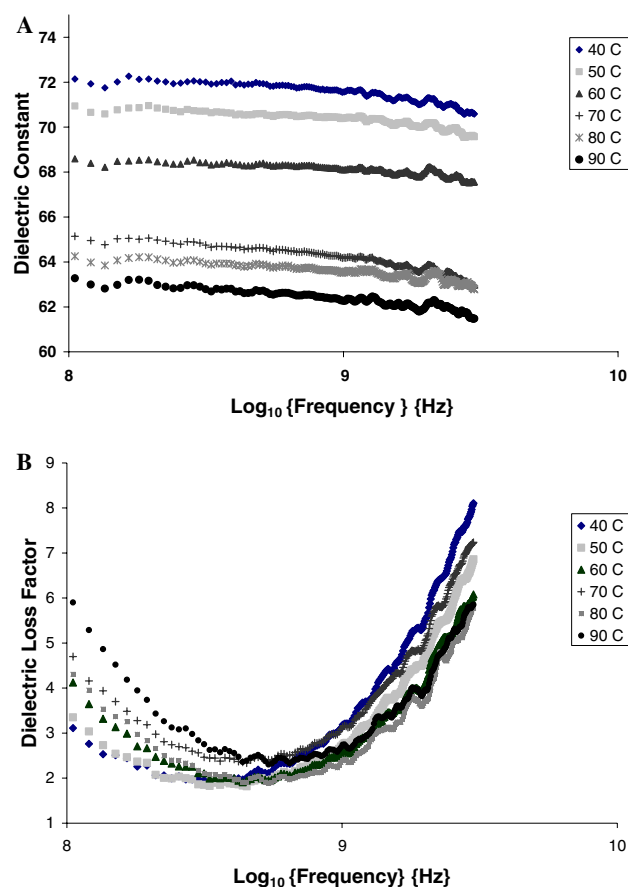 A
74
72
70
68
66
64
62
60
Dielectric Constant
8
9
10
Log10 {Frequency } {Hz}
40 C
50 C
60 C
70 C
80 C
90 C
B
9
8
7
6
5
4
3
2
1
Dielectric Loss Factor
8
9
10
Log10 {Frequency} {Hz}
40 C
50 C
60 C
70 C
80 C
90 C